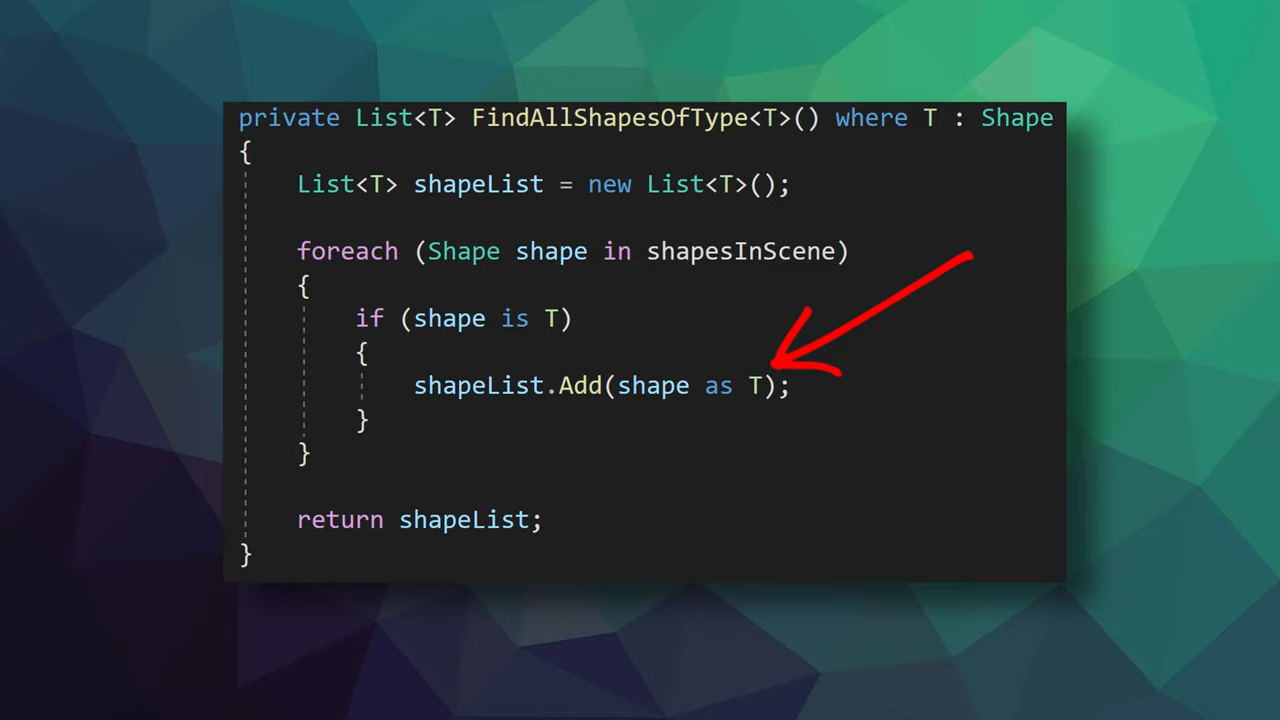 private List<T> FindAllShapesOfType<T>() where T : Shape
{
    List<T> shapeList = new List<T>();
    foreach (Shape shape in shapesInScene)
    {
        if (shape is T)
        {
            shapeList.Add(shape as T);
        }
    }
    return shapeList;
}